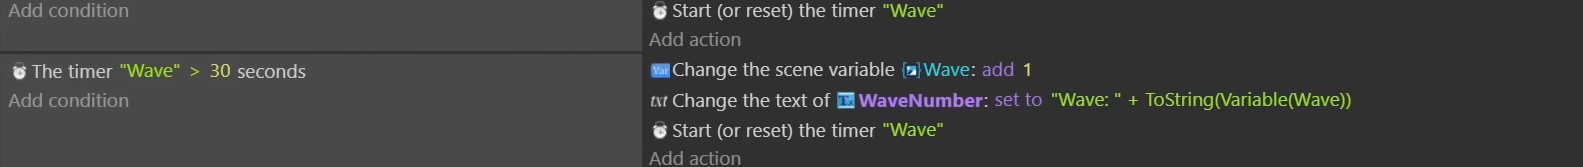 Add condition
Start (or reset) the timer "Wave"
Add action
The timer "Wave" > 30 seconds
Add condition
Var Change the scene variable Wave: add 1
txt Change the text of WaveNumber: set to "Wave: " + ToString(Variable(Wave))
Start (or reset) the timer "Wave"
Add action